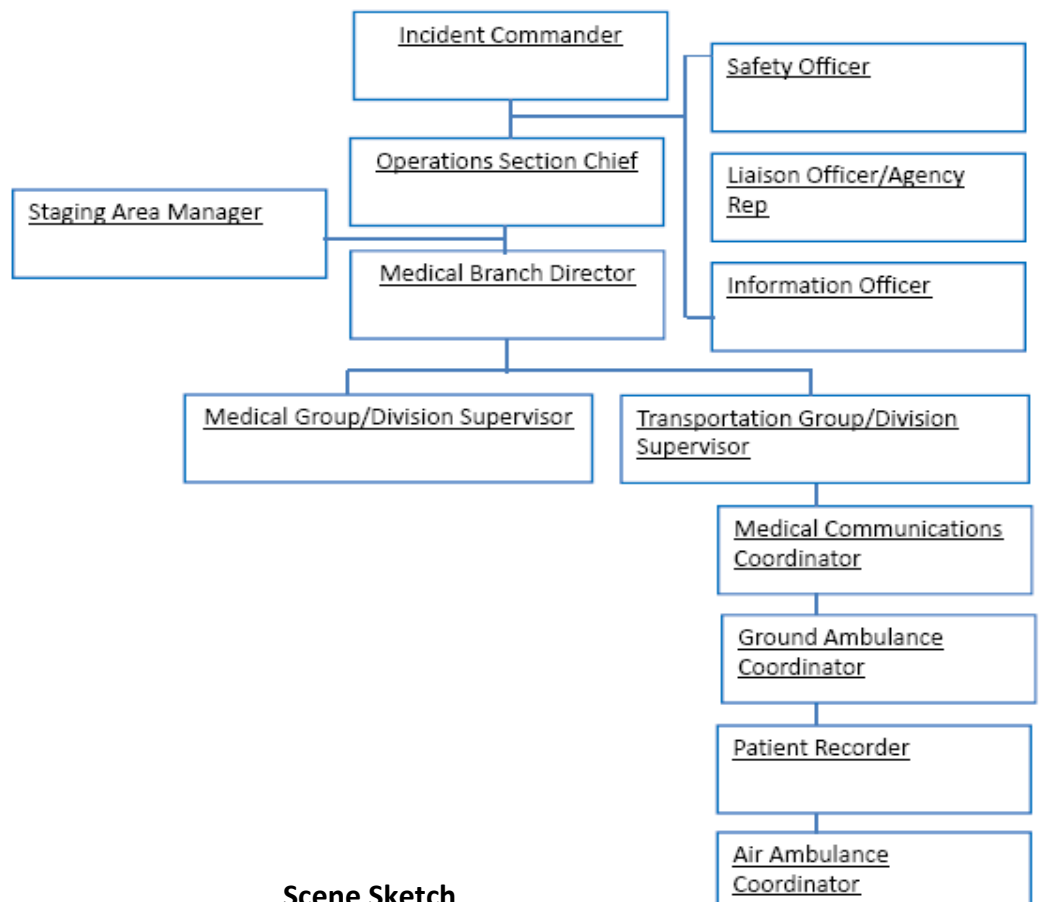 Incident Commander
Safety Officer
Operations Section Chief
Liaison Officer/Agency
Rep
Staging Area Manager
Medical Branch Director
Information Officer
Medical Group/Division Supervisor
Transportation Group/Division
Supervisor
Medical Communications
Coordinator
Ground Ambulance
Coordinator
Patient Recorder
Air Ambulance
Coordinator
Scene Sketch